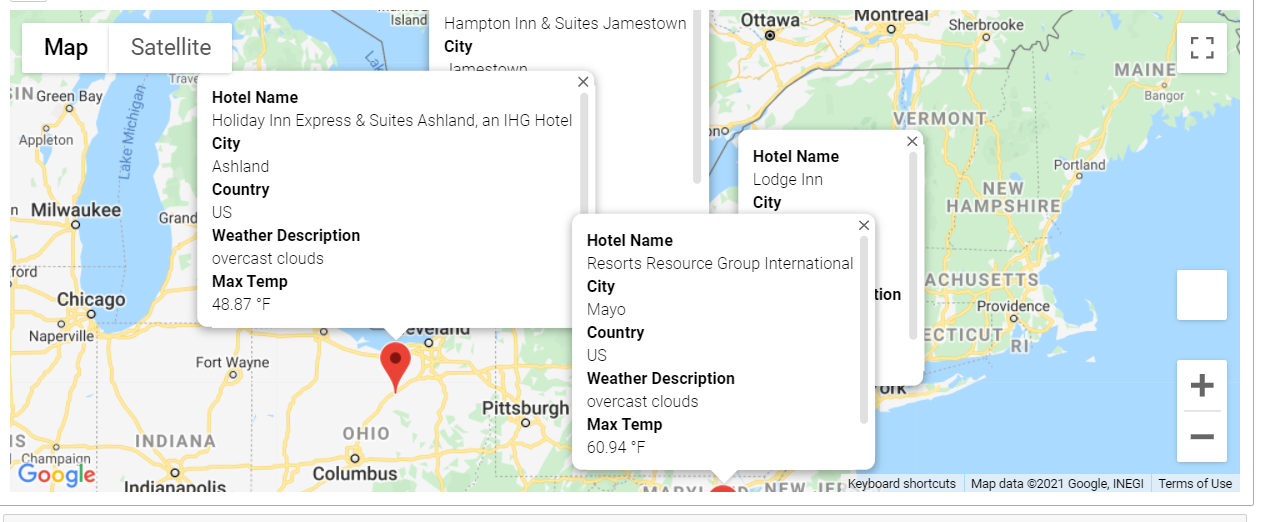 Map
Satellite
Island
Hampton Inn & Suites Jamestown
City
Jamestown
Ottawa
Montreal
Sherbrooke
MAINE
Bangor
VERMONT
Portland
NEW
HAMPSHIRE
Green Bay
Appleton
Lake Michigan
Milwaukee
Grand
Chicago
Naperville
Fort Wayne
Hotel Name
Holiday Inn Express & Suites Ashland, an IHG Hotel
City
Ashland
Country
US
Weather Description
overcast clouds
Max Temp
48.87 °F
Hotel Name
Lodge Inn
City
tion
Hotel Name
Resorts Resource Group International
City
Mayo
Country
US
Weather Description
overcast clouds
Max Temp
60.94 °F
ACHUSETTS
Providence
ECTICUT
RI
ork
eveland
Pittsburgh
OHIO
Columbus
INDIANA
Indianapolis
Champaign
Google
MARYLAND
NEW JER
Keyboard shortcuts
Map data ©2021 Google, INEGI
Terms of Use